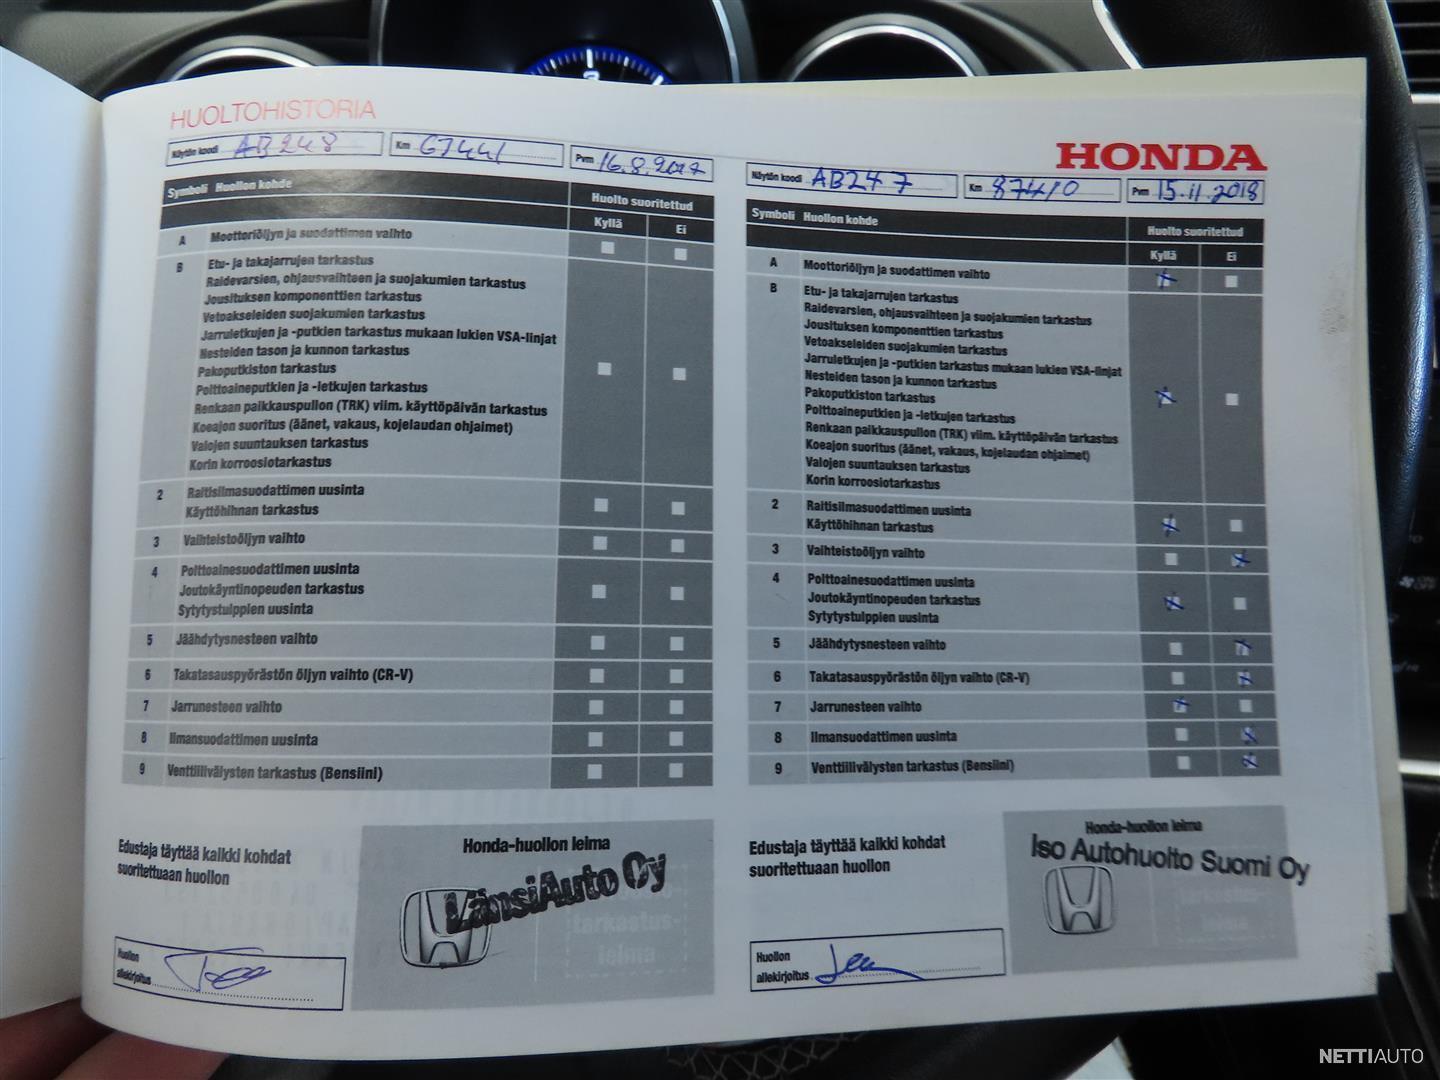 HUOLTOHISTORIA
Näytön koodi AB248 Km 67441 Pvm 16.8.2017
Symboli Huollon kohde Huolto suoritettud
Kyllä Ei
A Moottoriöljyn ja suodattimen vaihto
B Etu- ja takajarrujen tarkastus
Raidevarsien, ohjausvaihteen ja suojakumien tarkastus
Jousituksen komponenttien tarkastus
Vetoakseleiden suojakumien tarkastus
Jarruletkujen ja -putkien tarkastus mukaan lukien VSA-linjat
Nesteiden tason ja kunnon tarkastus
Pakoputkiston tarkastus
Polttoaineputkien ja -letkujen tarkastus
Renkaan paikkauspullon (TRK) viim. käyttöpäivän tarkastus
Koeajon suoritus (äänet, vakaus, kojelaudan ohjaimet)
Valojen suuntauksen tarkastus
Korin korroosiotarkastus
2 Raitisilmasuodattimen uusinta
Käyttöhihnan tarkastus
3 Vaihteistoöljyn vaihto
4 Polttoainesuodattimen uusinta
Joutokäyntinopeuden tarkastus
Sytytystulppien uusinta
5 Jäähdytysnesteen vaihto
6 Takatasauspyörästön öljyn vaihto (CR-V)
7 Jarrunesteen vaihto
8 Ilmansuodattimen uusinta
9 Venttiilivälysten tarkastus (Bensiini)
Edustaja täyttää kaikki kohdat
suoritettuaan huollon
Honda-huollon leima
LänsiAuto Oy
tarkastus-
leima
Huollon
allekirjoitus
HONDA
Näytön koodi AB247 Km 87410 Pvm 15.11.2018
Symboli Huollon kohde Huolto suoritettud
Kyllä Ei
A Moottoriöljyn ja suodattimen vaihto
B Etu- ja takajarrujen tarkastus
Raidevarsien, ohjausvaihteen ja suojakumien tarkastus
Jousituksen komponenttien tarkastus
Vetoakseleiden suojakumien tarkastus
Jarruletkujen ja -putkien tarkastus mukaan lukien VSA-linjat
Nesteiden tason ja kunnon tarkastus
Pakoputkiston tarkastus
Polttoaineputkien ja -letkujen tarkastus
Renkaan paikkauspullon (TRK) viim. käyttöpäivän tarkastus
Koeajon suoritus (äänet, vakaus, kojelaudan ohjaimet)
Valojen suuntauksen tarkastus
Korin korroosiotarkastus
2 Raitisilmasuodattimen uusinta
Käyttöhihnan tarkastus
3 Vaihteistoöljyn vaihto
4 Polttoainesuodattimen uusinta
Joutokäyntinopeuden tarkastus
Sytytystulppien uusinta
5 Jäähdytysnesteen vaihto
6 Takatasauspyörästön öljyn vaihto (CR-V)
7 Jarrunesteen vaihto
8 Ilmansuodattimen uusinta
9 Venttiilivälysten tarkastus (Bensiini)
Edustaja täyttää kaikki kohdat
suoritettuaan huollon
Honda-huollon leima
Iso Autohuolto Suomi Oy
Huollon
allekirjoitus
NETTIAUTO